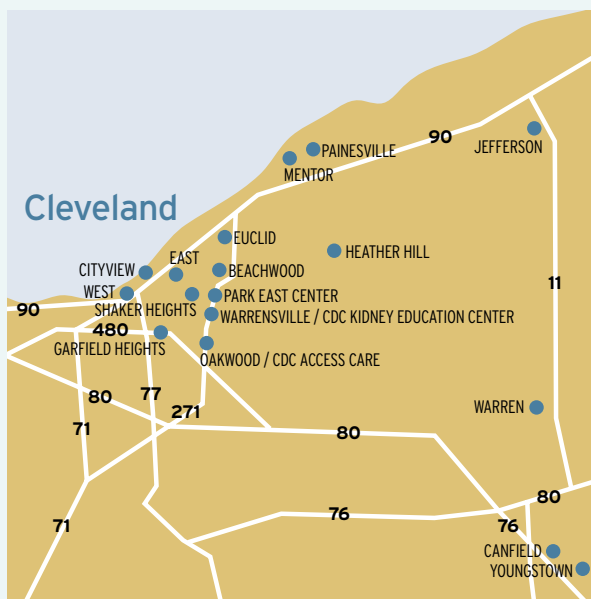 90
PAINESVILLE
JEFFERSON
MENTOR
Cleveland
EUCLID
HEATHER HILL
EAST
CITYVIEW
BEACHWOOD
11
WEST
PARK EAST CENTER
SHAKER HEIGHTS
90
WARRENSVILLE / CDC KIDNEY EDUCATION CENTER
480
GARFIELD HEIGHTS
OAKWOOD / CDC ACCESS CARE
80
77
271
WARREN
71
80
80
71
76
76
CANFIELD
YOUNGSTOWN